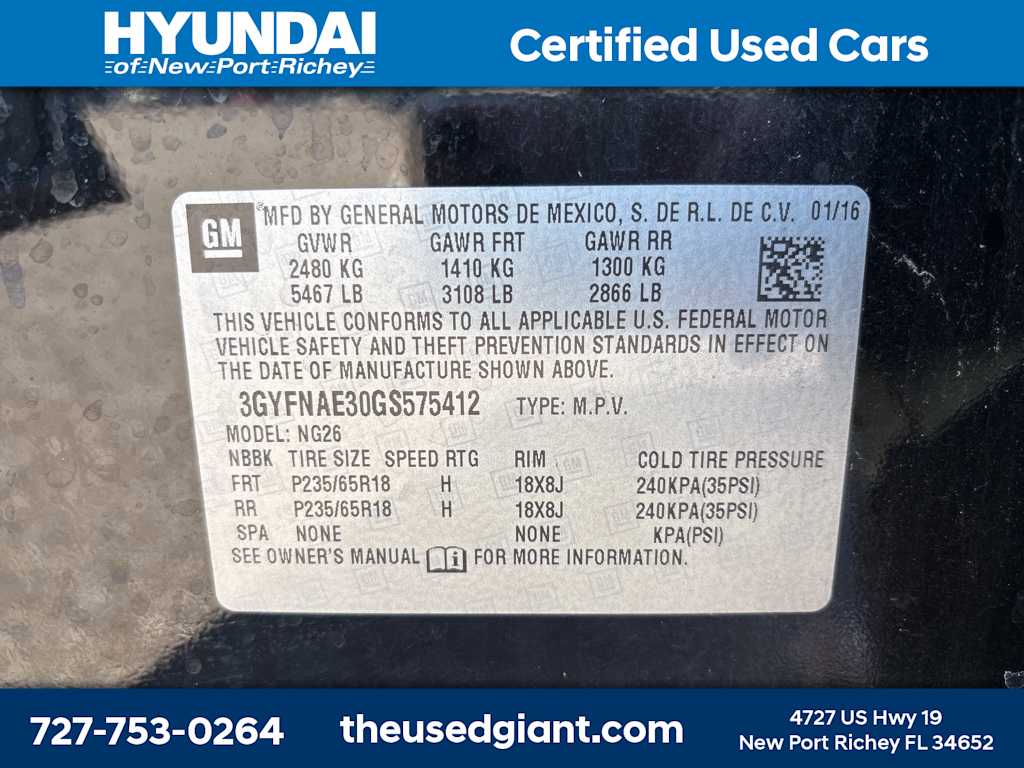 HYUNDAI
of New Port Richey
Certified Used Cars
GM
® MFD BY GENERAL MOTORS DE MEXICO, S. DE R.L. DE C.V. 01/16
GVWR GAWR FRT GAWR RR
2480 KG 1410 KG 1300 KG
5467 LB 3108 LB 2866 LB
THIS VEHICLE CONFORMS TO ALL APPLICABLE U.S. FEDERAL MOTOR
VEHICLE SAFETY AND THEFT PREVENTION STANDARDS IN EFFECT ON
THE DATE OF MANUFACTURE SHOWN ABOVE.
3GYFNAE30GS575412 TYPE: M.P.V.
MODEL: NG26
NBBK TIRE SIZE SPEED RTG RIM COLD TIRE PRESSURE
FRT P235/65R18 H 18X8J 240KPA(35PSI)
RR P235/65R18 H 18X8J 240KPA(35PSI)
SPA NONE NONE KPA(PSI)
SEE OWNER'S MANUAL FOR MORE INFORMATION.
727-753-0264
theusedgiant.com
4727 US Hwy 19
New Port Richey FL 34652